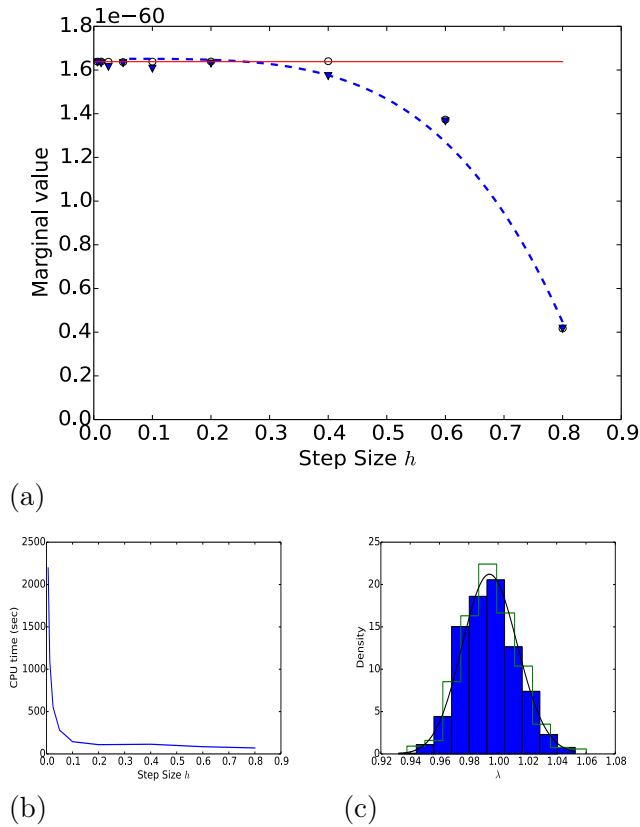 1e−60
1.8
1.6
1.4
1.2
1.0
0.8
0.6
0.4
0.2
0.0
Marginal value
0.0 0.1 0.2 0.3 0.4 0.5 0.6 0.7 0.8 0.9
Step Size h
(a)
2500
2000
1500
1000
500
0
CPU time (sec)
0.0 0.1 0.2 0.3 0.4 0.5 0.6 0.7 0.8 0.9
Step Size h
(b)
25
20
15
10
5
0
Density
0.92 0.94 0.96 0.98 1.00 1.02 1.04 1.06 1.08
λ
(c)